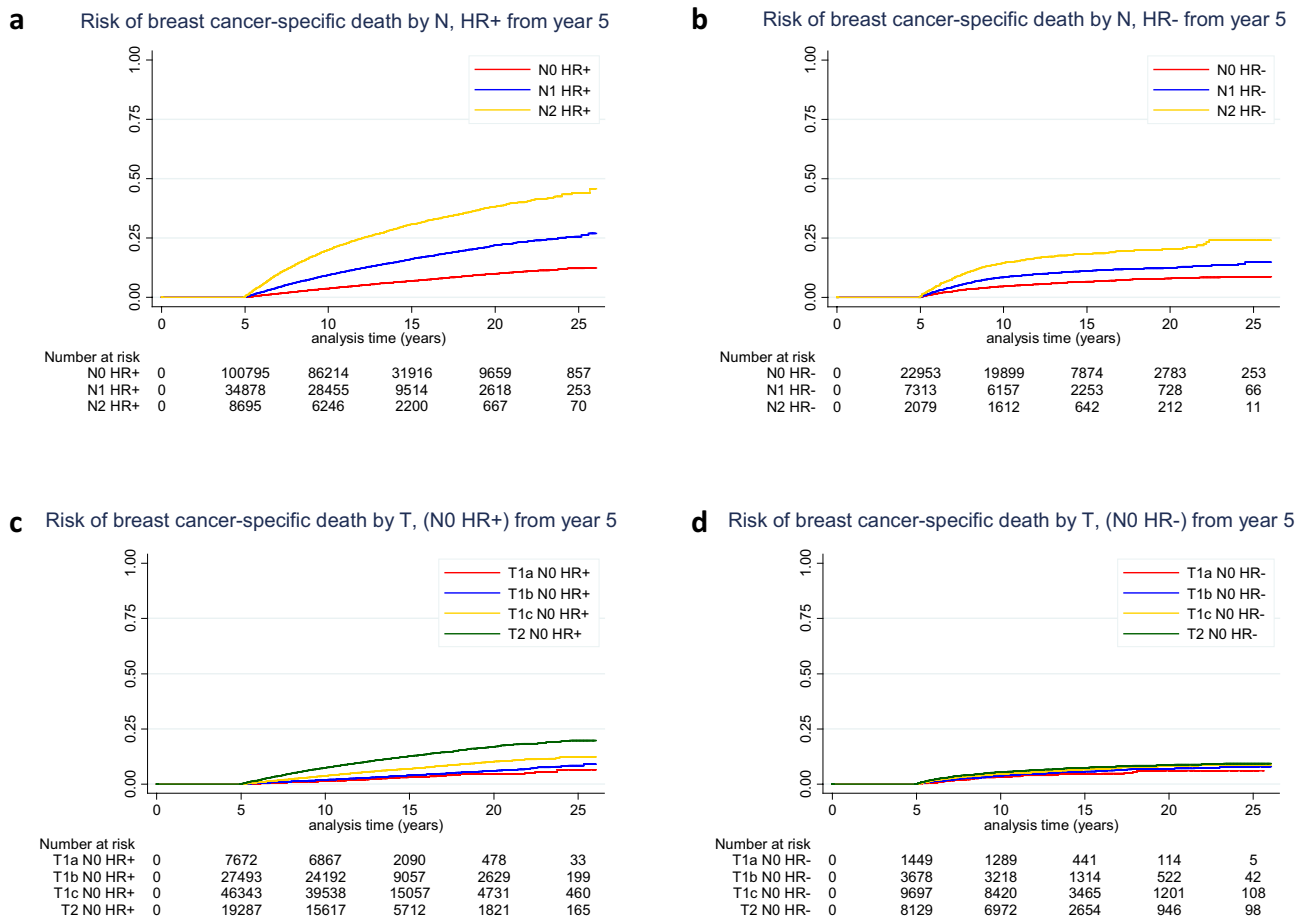 a Risk of breast cancer-specific death by N, HR+ from year 5
1.00
0.75
0.50
0.25
0.00
N0 HR+
N1 HR+
N2 HR+
0 5 10 15 20 25
analysis time (years)
Number at risk
N0 HR+ 0 100795 86214 31916 9659 857
N1 HR+ 0 34878 28455 9514 2618 253
N2 HR+ 0 8695 6246 2200 667 70
b Risk of breast cancer-specific death by N, HR- from year 5
1.00
0.75
0.50
0.25
0.00
N0 HR-
N1 HR-
N2 HR-
0 5 10 15 20 25
analysis time (years)
Number at risk
N0 HR- 0 22953 19899 7874 2783 253
N1 HR- 0 7313 6157 2253 728 66
N2 HR- 0 2079 1612 642 212 11
c Risk of breast cancer-specific death by T, (N0 HR+) from year 5
1.00
0.75
0.50
0.25
0.00
T1a N0 HR+
T1b N0 HR+
T1c N0 HR+
T2 N0 HR+
0 5 10 15 20 25
analysis time (years)
Number at risk
T1a N0 HR+ 0 7672 6867 2090 478 33
T1b N0 HR+ 0 27493 24192 9057 2629 199
T1c N0 HR+ 0 46343 39538 15057 4731 460
T2 N0 HR+ 0 19287 15617 5712 1821 165
d Risk of breast cancer-specific death by T, (N0 HR-) from year 5
1.00
0.75
0.50
0.25
0.00
T1a N0 HR-
T1b N0 HR-
T1c N0 HR-
T2 N0 HR-
0 5 10 15 20 25
analysis time (years)
Number at risk
T1a N0 HR- 0 1449 1289 441 114 5
T1b N0 HR- 0 3678 3218 1314 522 42
T1c N0 HR- 0 9697 8420 3465 1201 108
T2 N0 HR- 0 8129 6972 2654 946 98